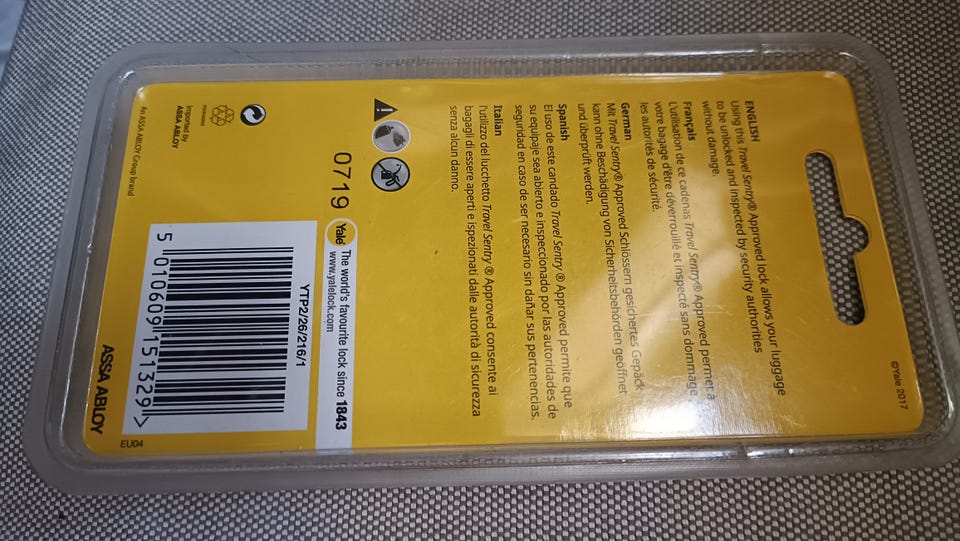 ©Yale 2017
ENGLISH
Using this Travel Sentry® Approved lock allows your luggage
to be unlocked and inspected by security authorities
without damage.
Français
L'utilisation de ce cadenas Travel Sentry® Approved permet à
votre bagage d'être déverrouillé et inspecté sans dommage
les autorités de sécurité.
German
Mit Travel Sentry® Approved Schlössern gesichertes Gepäck
kann ohne Beschädigung von Sicherheitsbehörden geöffnet
und überprüft werden.
Spanish
El uso de este candado Travel Sentry® Approved permite que
su equipaje sea abierto e inspeccionado por las autoridades de
seguridad en caso de ser necesario sin dañar sus pertenencias.
Italian
l'utilizzo del lucchetto Travel Sentry ® Approved consente ai
bagagli di essere aperti e ispezionati dalle autorità di sicurezza
senza alcun danno.
0719
Yale
The world's favourite lock since 1843
www.yalelock.com
YTP2/26/216/1
5 010609 151329 >
Imported by
ASSA ABLOY
An ASSA ABLOY Group brand
ASSA ABLOY
EU04